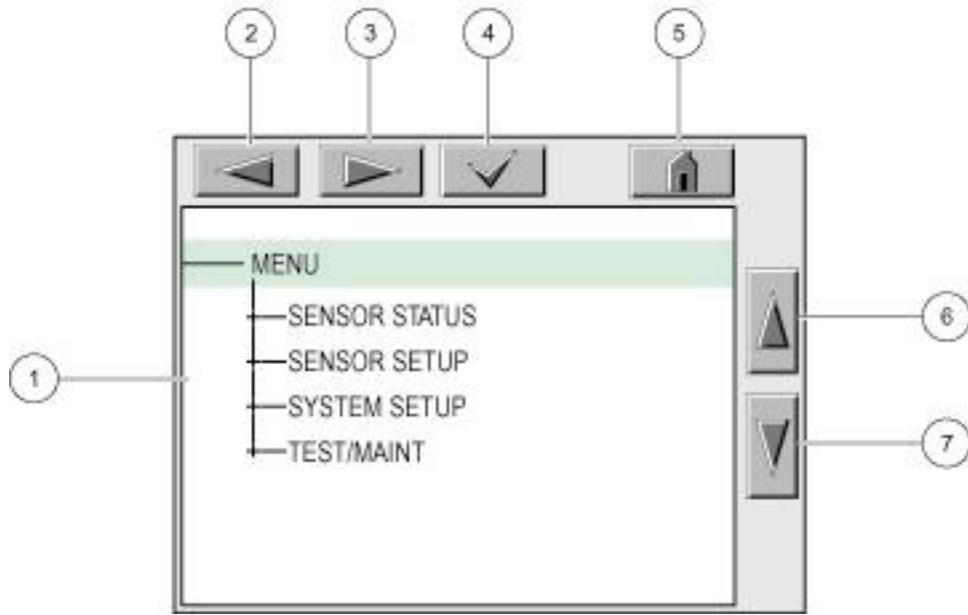 2 3 4 5
MENU
SENSOR STATUS
6
SENSOR SETUP
1
SYSTEM SETUP
7
TEST/MAINT